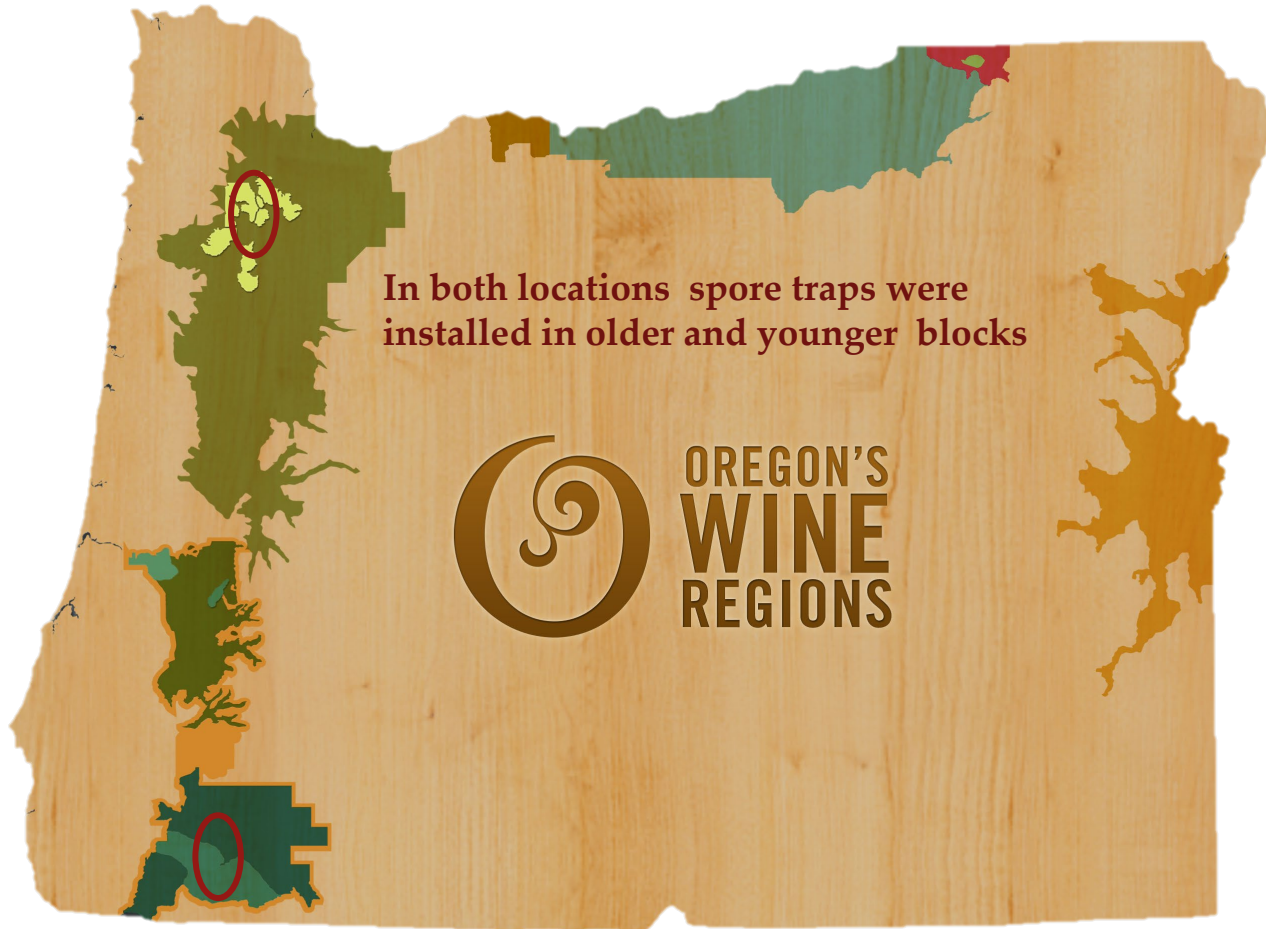 In both locations spore traps were
installed in older and younger blocks
OREGON'S
WINE
REGIONS